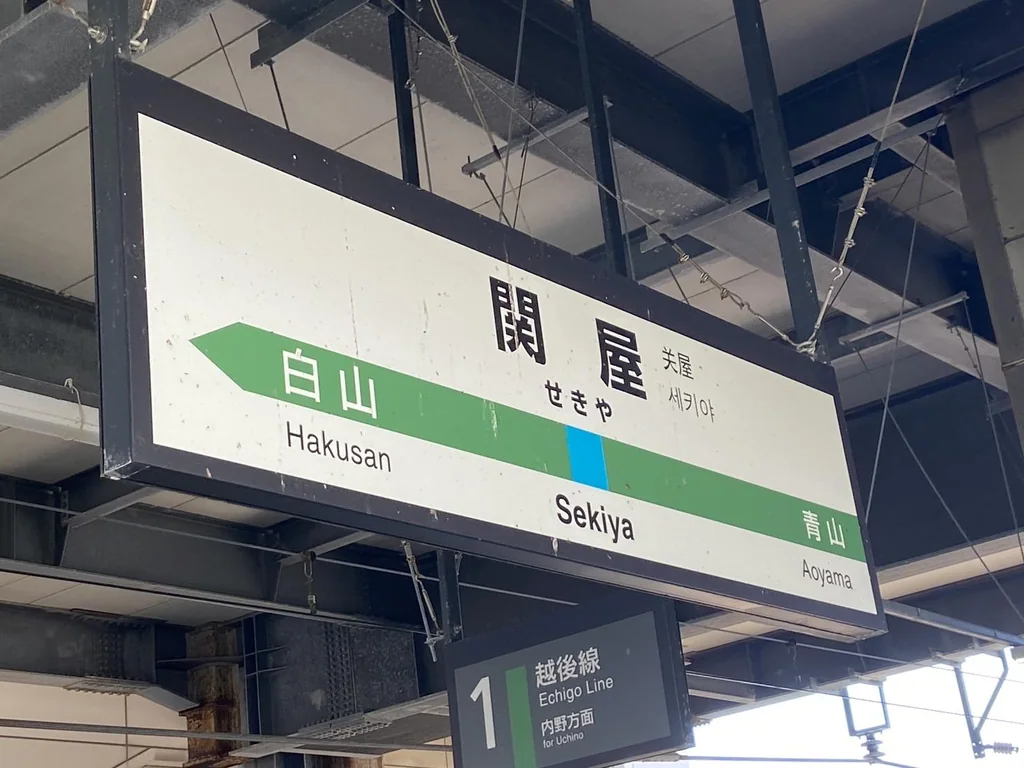 関屋
关屋
せきや
세키야
白山
Hakusan
Sekiya
青山
Aoyama
1
越後線
Echigo Line
内野方面
for Uchino